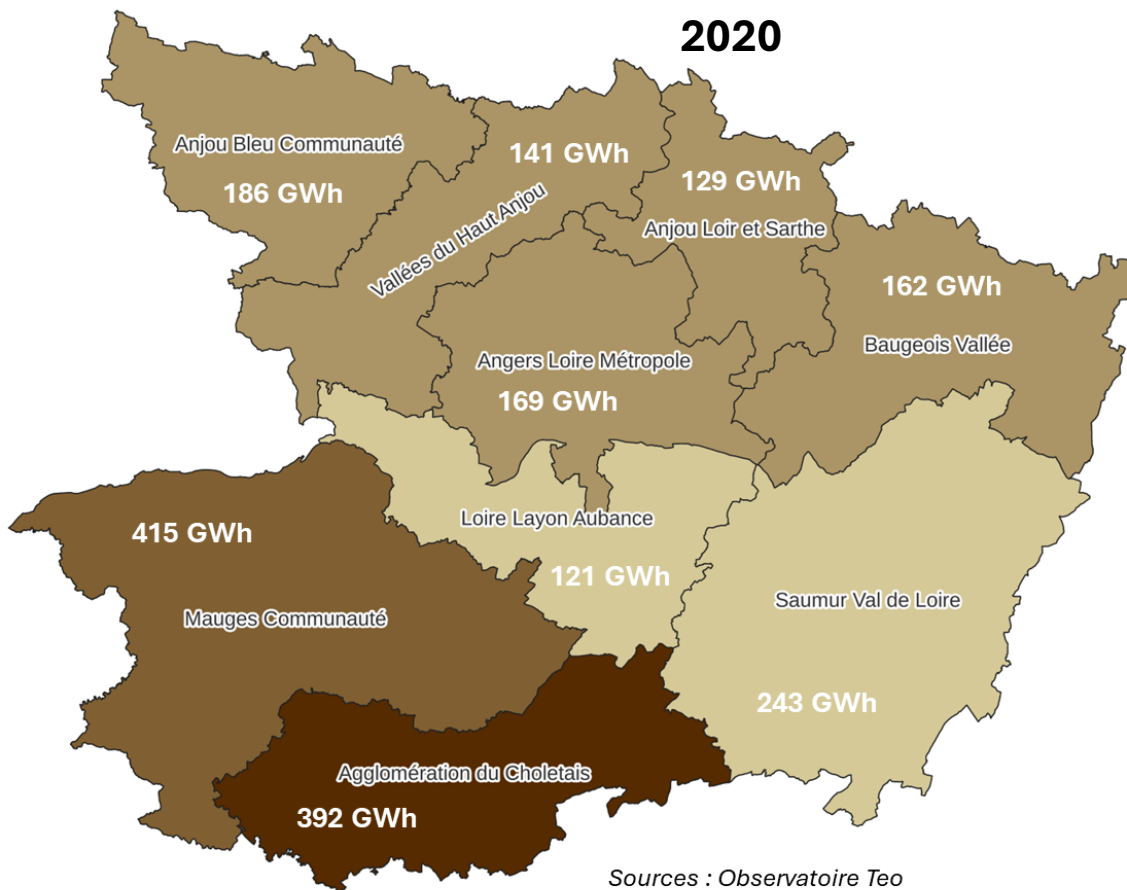 2020
Anjou Bleu Communauté
186 GWh
141 GWh
Vallées du Haut Anjou
129 GWh
Anjou Loir et Sarthe
162 GWh
Baugeois Vallée
Angers Loire Métropole
169 GWh
Loire Layon Aubance
121 GWh
415 GWh
Mauges Communauté
Saumur Val de Loire
243 GWh
Agglomération du Choletais
392 GWh
Sources : Observatoire Teo